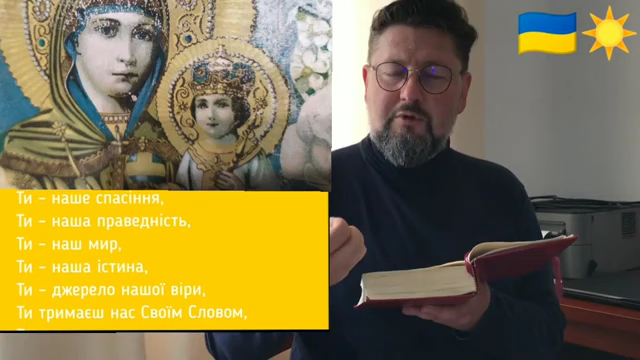 Ти - наше спасіння,
Ти - наша праведність,
Ти - наш мир,
Ти - наша істина,
Ти - джерело нашої віри,
Ти тримаєш нас Своїм Словом,